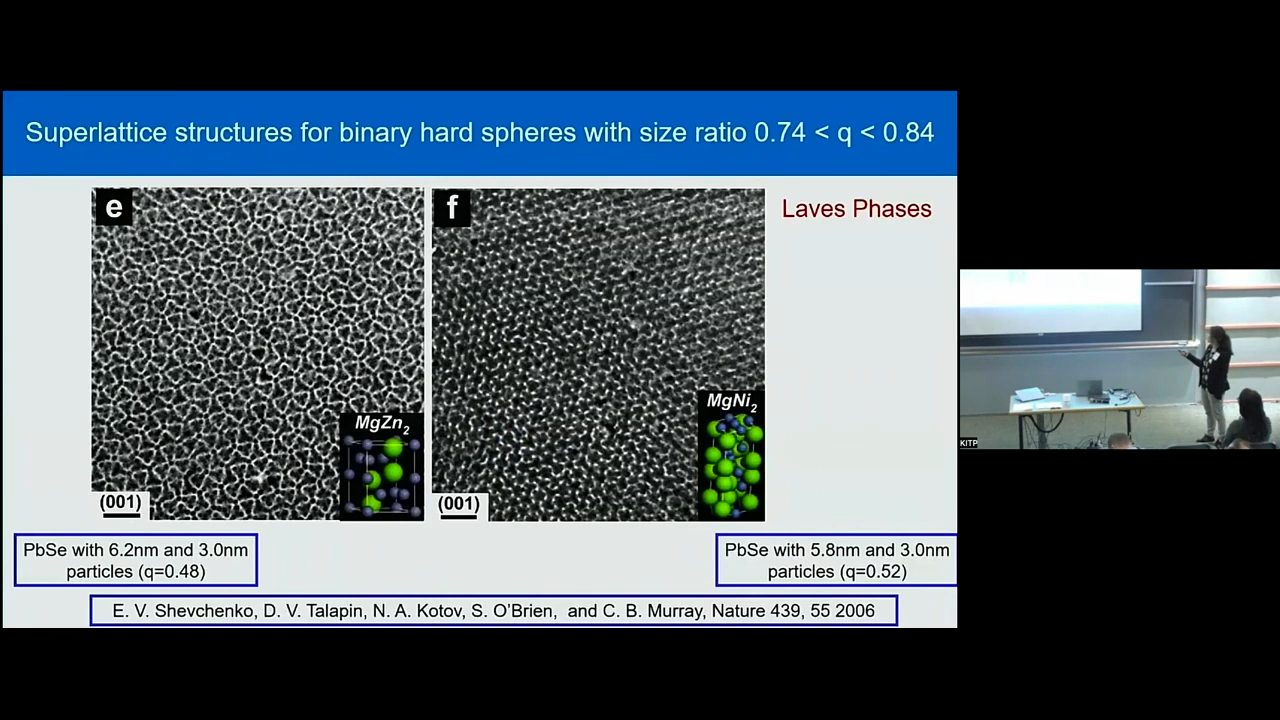 Superlattice structures for binary hard spheres with size ratio 0.74 < q < 0.84
e
f
Laves Phases
MgZn2
MgNi2
(001)
(001)
PbSe with 6.2nm and 3.0nm
particles (q=0.48)
PbSe with 5.8nm and 3.0nm
particles (q=0.52)
E. V. Shevchenko, D. V. Talapin, N. A. Kotov, S. O'Brien, and C. B. Murray, Nature 439, 55 2006
KITP